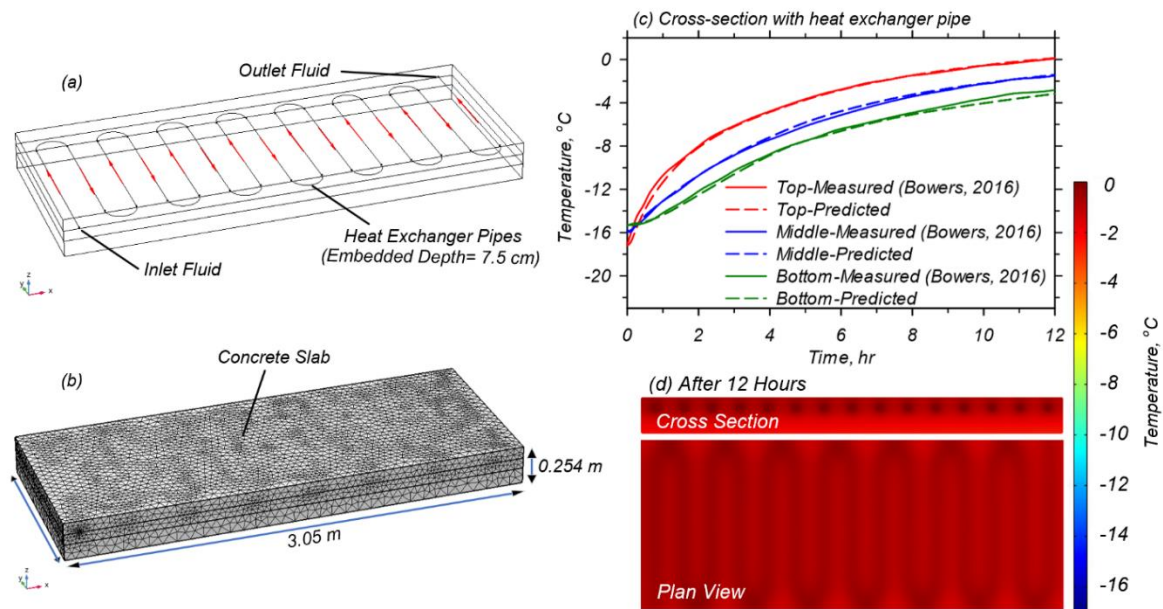 (a)
Outlet Fluid
Inlet Fluid
Heat Exchanger Pipes
(Embedded Depth= 7.5 cm)
z
y
x
(b)
Concrete Slab
0.254 m
3.05 m
z
y
x
(c) Cross-section with heat exchanger pipe
Temperature, °C
0
-4
-8
-12
-16
-20
Top-Measured (Bowers, 2016)
Top-Predicted
Middle-Measured (Bowers, 2016)
Middle-Predicted
Bottom-Measured (Bowers, 2016)
Bottom-Predicted
0 2 4 6 8 10 12
Time, hr
(d) After 12 Hours
Cross Section
Plan View
0
-2
-4
-6
-8
-10
-12
-14
-16
Temperature, °C